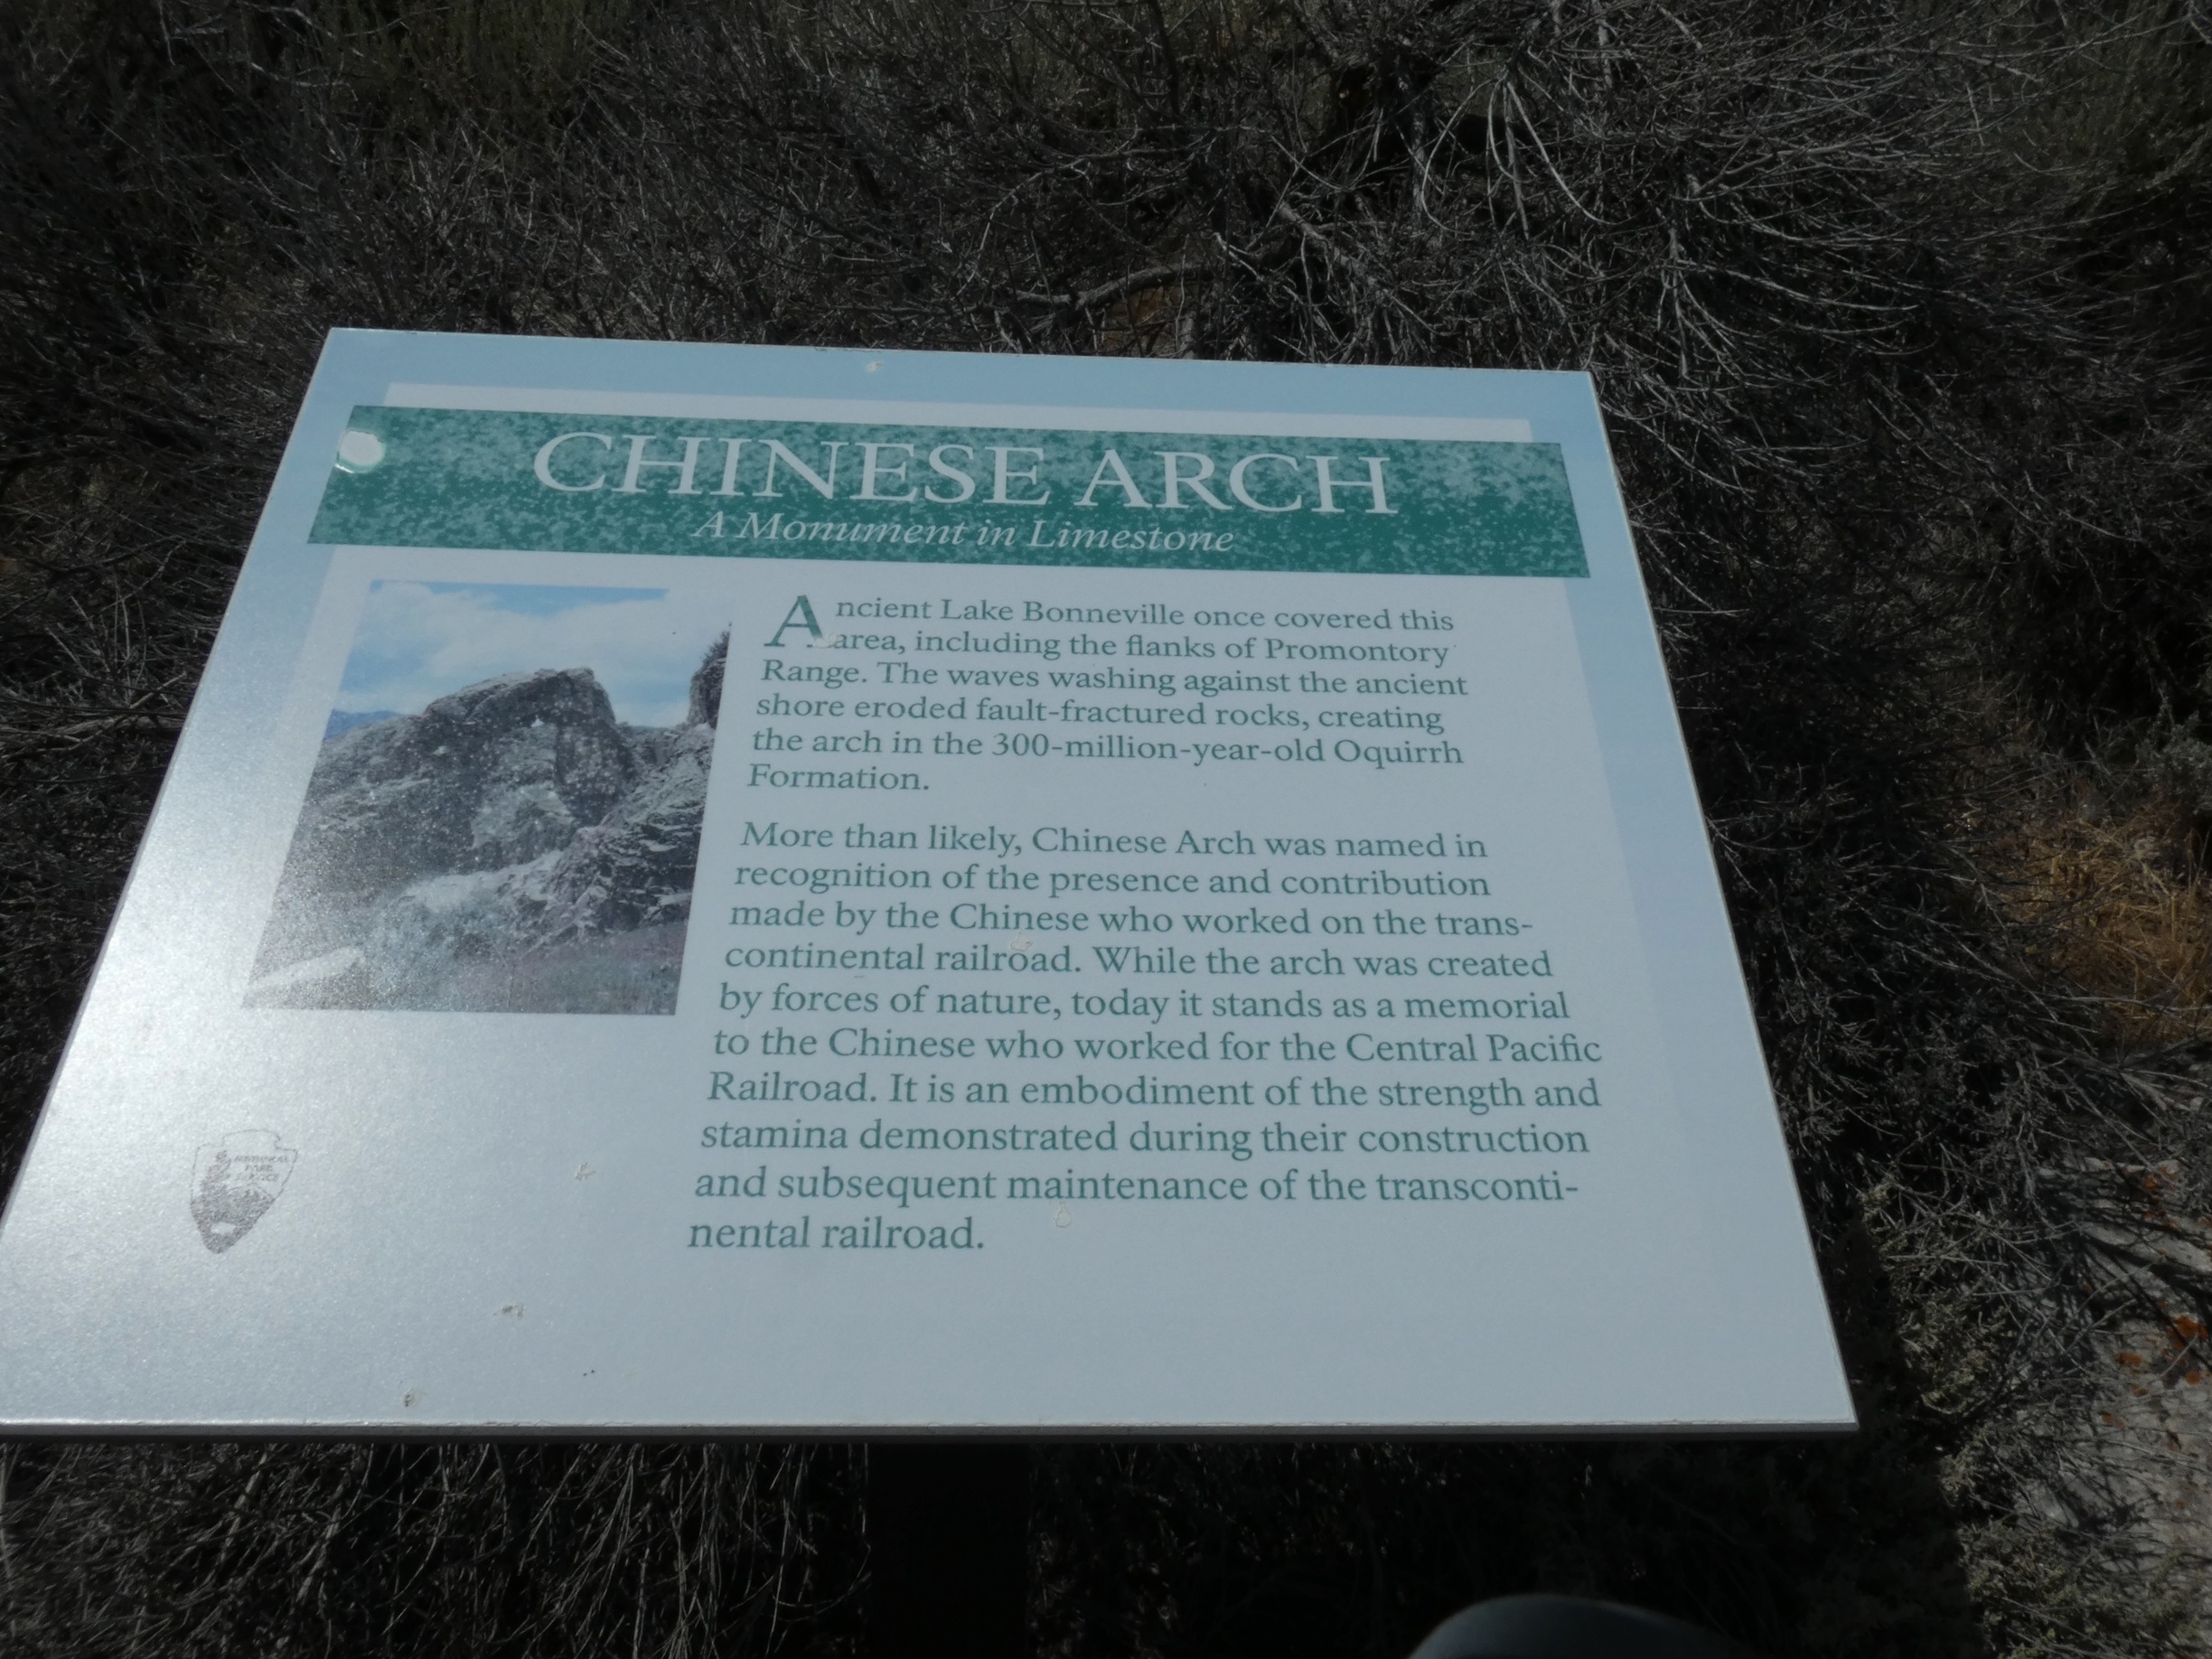 CHINESE ARCH
A Monument in Limestone
Ancient Lake Bonneville once covered this
area, including the flanks of Promontory
Range. The waves washing against the ancient
shore eroded fault-fractured rocks, creating
the arch in the 300-million-year-old Oquirrh
Formation.
More than likely, Chinese Arch was named in
recognition of the presence and contribution
made by the Chinese who worked on the trans-
continental railroad. While the arch was created
by forces of nature, today it stands as a memorial
to the Chinese who worked for the Central Pacific
Railroad. It is an embodiment of the strength and
stamina demonstrated during their construction
and subsequent maintenance of the transconti-
nental railroad.
NATIONAL
PARK